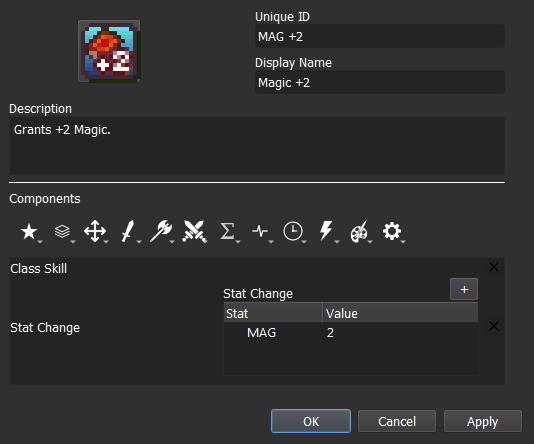 Unique ID
MAG +2
Display Name
Magic +2
+2
Description
Grants +2 Magic.
Components
Class Skill
Stat Change
+
Stat Value
Stat Change
MAG 2
OK Cancel Apply